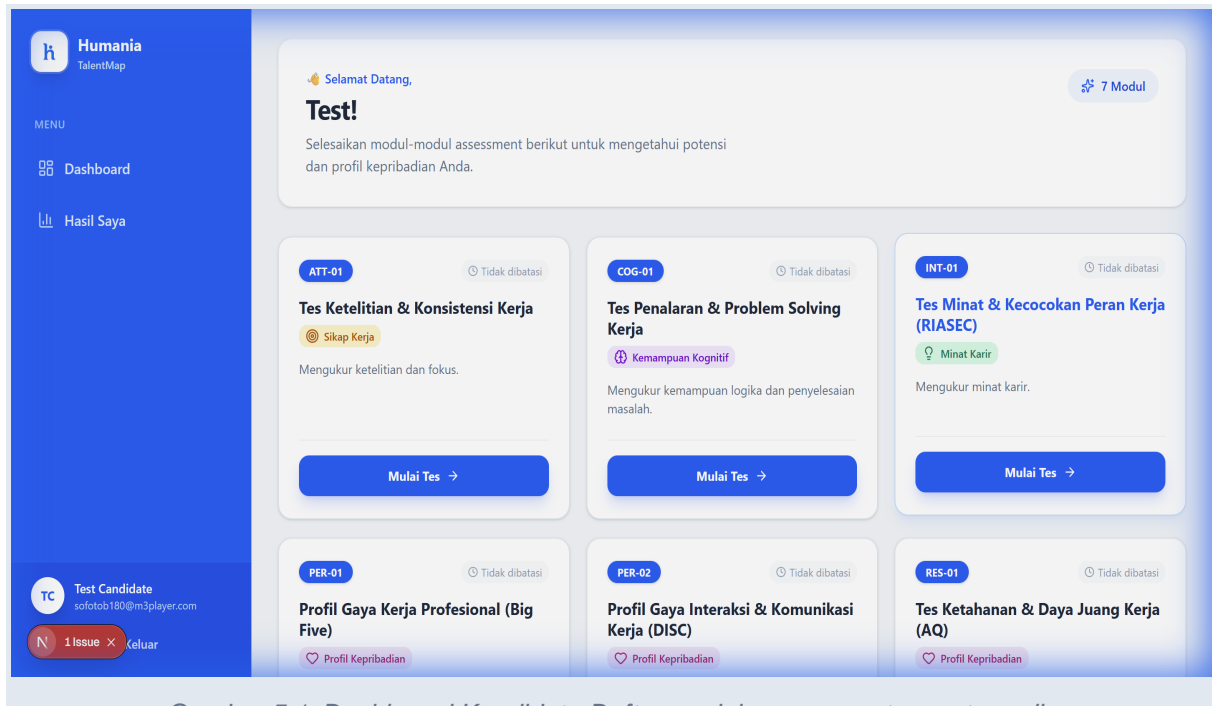 Humania
TalentMap
MENU
Dashboard
Hasil Saya
Test Candidate
TC
sofotob180@m3player.com
N 1 Issue ×
Keluar
👋 Selamat Datang,
Test!
7 Modul
Selesaikan modul-modul assessment berikut untuk mengetahui potensi
dan profil kepribadian Anda.
ATT-01
Tidak dibatasi
Tes Ketelitian & Konsistensi Kerja
Sikap Kerja
Mengukur ketelitian dan fokus.
Mulai Tes →
COG-01
Tidak dibatasi
Tes Penalaran & Problem Solving
Kerja
Kemampuan Kognitif
Mengukur kemampuan logika dan penyelesaian
masalah.
Mulai Tes →
INT-01
Tidak dibatasi
Tes Minat & Kecocokan Peran Kerja
(RIASEC)
Minat Karir
Mengukur minat karir.
Mulai Tes →
PER-01
Tidak dibatasi
Profil Gaya Kerja Profesional (Big
Five)
Profil Kepribadian
PER-02
Tidak dibatasi
Profil Gaya Interaksi & Komunikasi
Kerja (DISC)
Profil Kepribadian
RES-01
Tidak dibatasi
Tes Ketahanan & Daya Juang Kerja
(AQ)
Profil Kepribadian